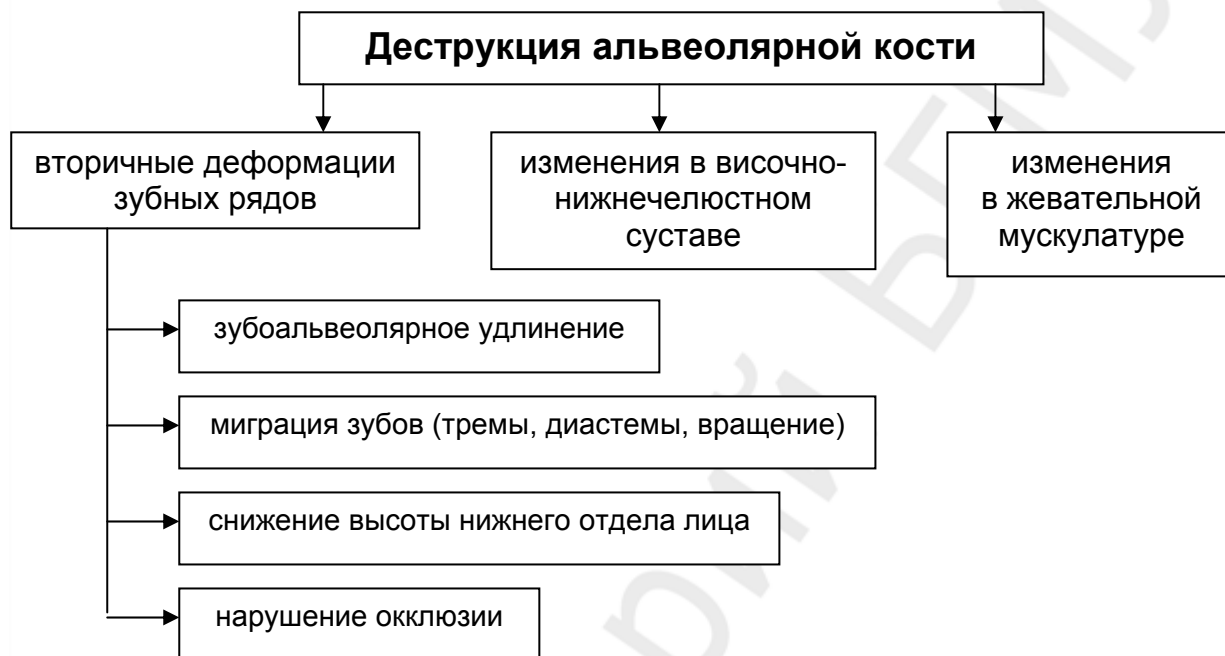 Деструкция альвеолярной кости
вторичные деформации
зубных рядов
изменения в височно-
нижнечелюстном
суставе
изменения
в жевательной
мускулатуре
зубоальвеолярное удлинение
миграция зубов (тремы, диастемы, вращение)
снижение высоты нижнего отдела лица
нарушение окклюзии